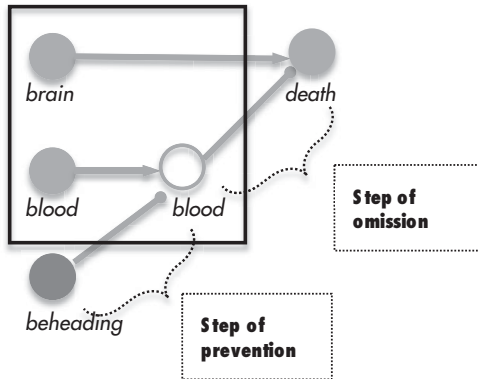 brain
death
blood
blood
Step of
omission
beheading
Step of
prevention